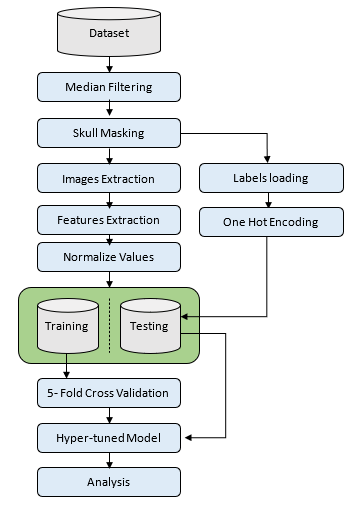 Dataset
Median Filtering
Skull Masking
Images Extraction
Labels loading
Features Extraction
One Hot Encoding
Normalize Values
Training
Testing
5- Fold Cross Validation
Hyper-tuned Model
Analysis